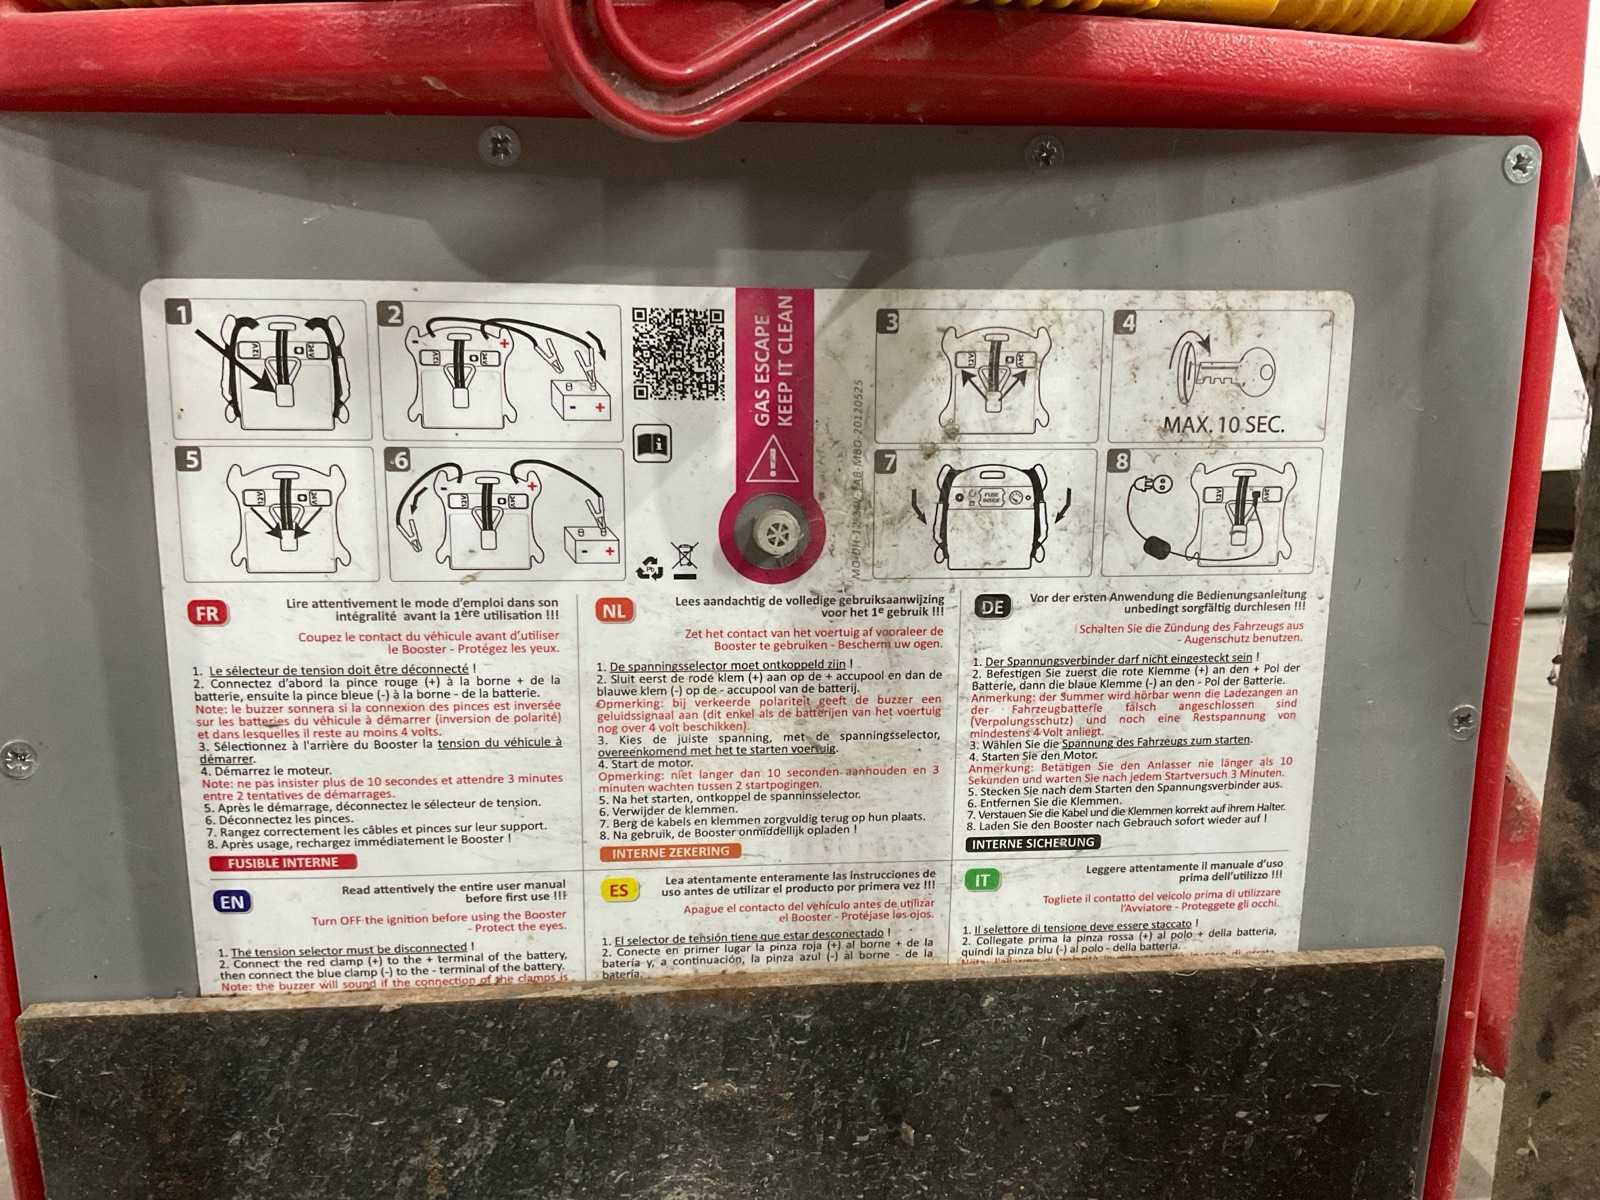 1
12V
24V
2
-
+
12V
24V
-
+
GAS ESCAPE
KEEP IT CLEAN
3
12V
24V
4
MAX. 10 SEC.
5
12V
24V
6
-
+
12V
24V
-
+
i
Pb
7
FUSE
INSIDE
8
12V
24V
FR
Lire attentivement le mode d'emploi dans son
intégralité avant la 1ère utilisation !!!
Coupez le contact du véhicule avant d'utiliser
le Booster - Protégez les yeux.
1. Le sélecteur de tension doit être déconnecté !
2. Connectez d'abord la pince rouge (+) à la borne + de la
batterie, ensuite la pince bleue (-) à la borne - de la batterie.
Note: le buzzer sonnera si la connexion des pinces est inversée
sur les batteries du véhicule à démarrer (inversion de polarité)
et dans lesquelles il reste au moins 4 volts.
3. Sélectionnez à l'arrière du Booster la tension du véhicule à
démarrer.
4. Démarrez le moteur.
Note: ne pas insister plus de 10 secondes et attendre 3 minutes
entre 2 tentatives de démarrages.
5. Après le démarrage, déconnectez le sélecteur de tension.
6. Déconnectez les pinces.
7. Rangez correctement les câbles et pinces sur leur support.
8. Après usage, rechargez immédiatement le Booster !
FUSIBLE INTERNE
NL
Lees aandachtig de volledige gebruiksaanwijzing
voor het 1e gebruik !!!
Zet het contact van het voertuig af vooraleer de
Booster te gebruiken - Bescherm uw ogen.
1. De spanningsselector moet ontkoppeld zijn !
2. Sluit eerst de rode klem (+) aan op de + accupool en dan de
blauwe klem (-) op de - accupool van de batterij.
Opmerking: bij verkeerde polariteit geeft de buzzer een
geluidssignaal aan (dit enkel als de batterijen van het voertuig
nog over 4 volt beschikken).
3. Kies de juiste spanning, met de spanningsselector,
overeenkomend met het te starten voertuig.
4. Start de motor.
Opmerking: niet langer dan 10 seconden aanhouden en 3
minuten wachten tussen 2 startpogingen.
5. Na het starten, ontkoppel de spanninsselector.
6. Verwijder de klemmen.
7. Berg de kabels en klemmen zorgvuldig terug op hun plaats.
8. Na gebruik, de Booster onmiddellijk opladen !
INTERNE ZEKERING
DE
Vor der ersten Anwendung die Bedienungsanleitung
unbedingt sorgfältig durchlesen !!!
Schalten Sie die Zündung des Fahrzeugs aus
- Augenschutz benutzen.
1. Der Spannungsverbinder darf nicht eingesteckt sein !
2. Befestigen Sie zuerst die rote Klemme (+) an den + Pol der
Batterie, dann die blaue Klemme (-) an den - Pol der Batterie.
Anmerkung: der Summer wird hörbar wenn die Ladezangen an
der Fahrzeugbatterie falsch angeschlossen sind
(Verpolungsschutz) und noch eine Restspannung von
mindestens 4 Volt anliegt.
3. Wählen Sie die Spannung des Fahrzeugs zum starten.
4. Starten Sie den Motor.
Anmerkung: Betätigen Sie den Anlasser nie länger als 10
Sekunden und warten Sie nach jedem Startversuch 3 Minuten.
5. Stecken Sie nach dem Starten den Spannungsverbinder aus.
6. Entfernen Sie die Klemmen.
7. Verstauen Sie die Kabel und die Klemmen korrekt auf ihrem Halter.
8. Laden Sie den Booster nach Gebrauch sofort wieder auf !
INTERNE SICHERUNG
EN
Read attentively the entire user manual
before first use !!!
Turn OFF the ignition before using the Booster
- Protect the eyes.
1. The tension selector must be disconnected !
2. Connect the red clamp (+) to the + terminal of the battery,
then connect the blue clamp (-) to the - terminal of the battery.
Note: the buzzer will sound if the connection of the clamps is
ES
Lea atentamente enteramente las instrucciones de
uso antes de utilizar el producto por primera vez !!!
Apague el contacto del vehículo antes de utilizar
el Booster - Protéjase los ojos.
1. El selector de tensión tiene que estar desconectado !
2. Conecte en primer lugar la pinza roja (+) al borne + de la
batería y, a continuación, la pinza azul (-) al borne - de la
batería.
IT
Leggere attentamente il manuale d'uso
prima dell'utilizzo !!!
Togliete il contatto del veicolo prima di utilizzare
l'Avviatore - Proteggete gli occhi.
1. Il selettore di tensione deve essere staccato !
2. Collegate prima la pinza rossa (+) al polo + della batteria,
quindi la pinza blu (-) al polo - della batteria.